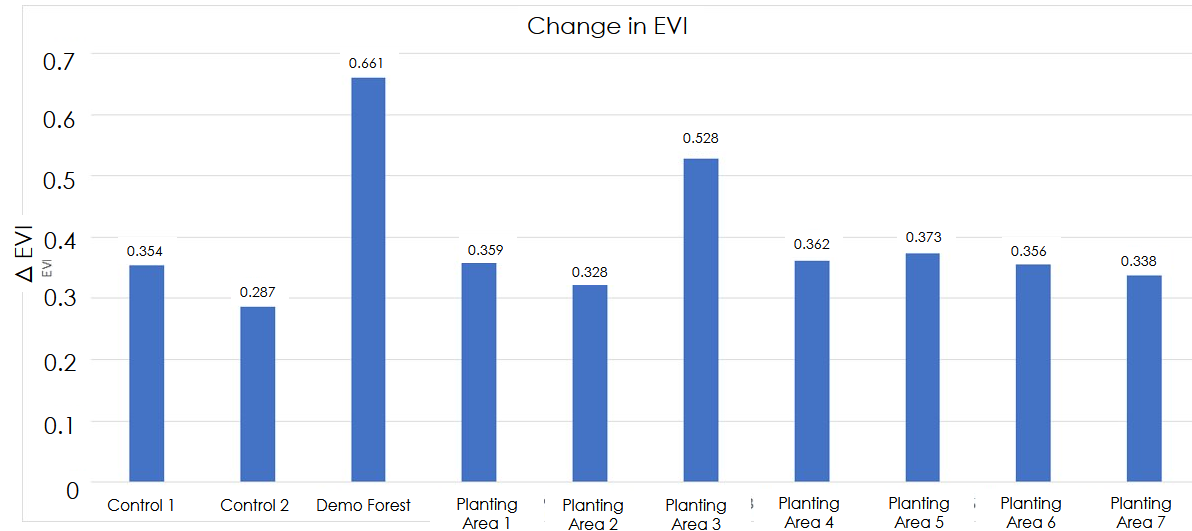 Change in EVI
0.7
0.6
0.5
0.4
0.3
0.2
0.1
0
Δ EVI
EVI
0.354
0.287
0.661
0.359
0.328
0.528
0.362
0.373
0.356
0.338
Control 1
Control 2
Demo Forest
Planting
Area 1
Planting
Area 2
Planting
Area 3
Planting
Area 4
Planting
Area 5
Planting
Area 6
Planting
Area 7